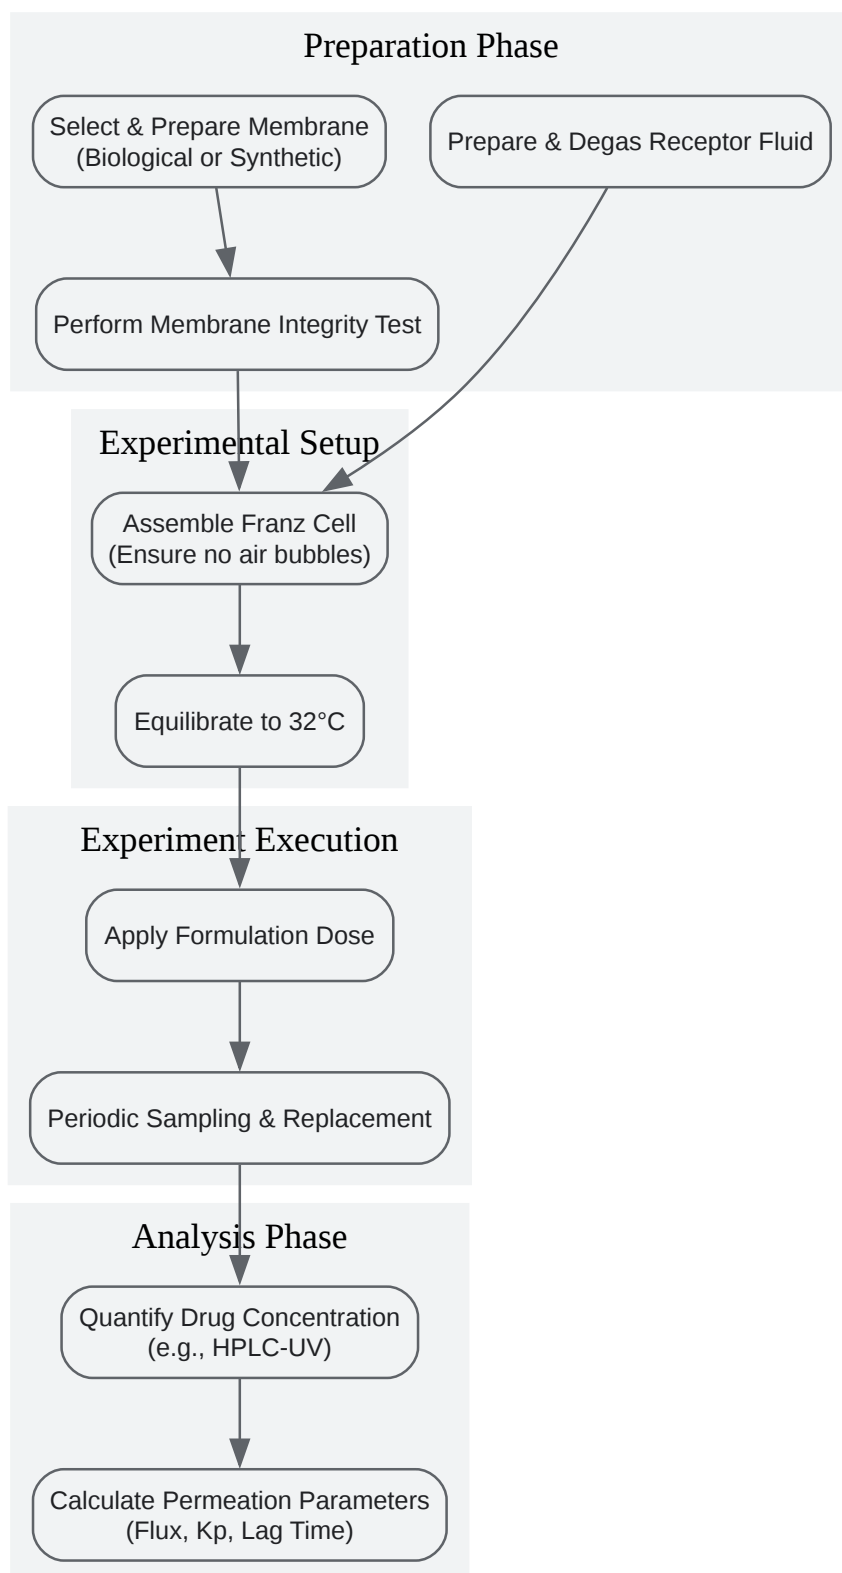 Preparation Phase
Select & Prepare Membrane
(Biological or Synthetic)
Prepare & Degas Receptor Fluid
Perform Membrane Integrity Test
Experimental Setup
Assemble Franz Cell
(Ensure no air bubbles)
Equilibrate to 32°C
Experiment Execution
Apply Formulation Dose
Periodic Sampling & Replacement
Analysis Phase
Quantify Drug Concentration
(e.g., HPLC-UV)
Calculate Permeation Parameters
(Flux, Kp, Lag Time)